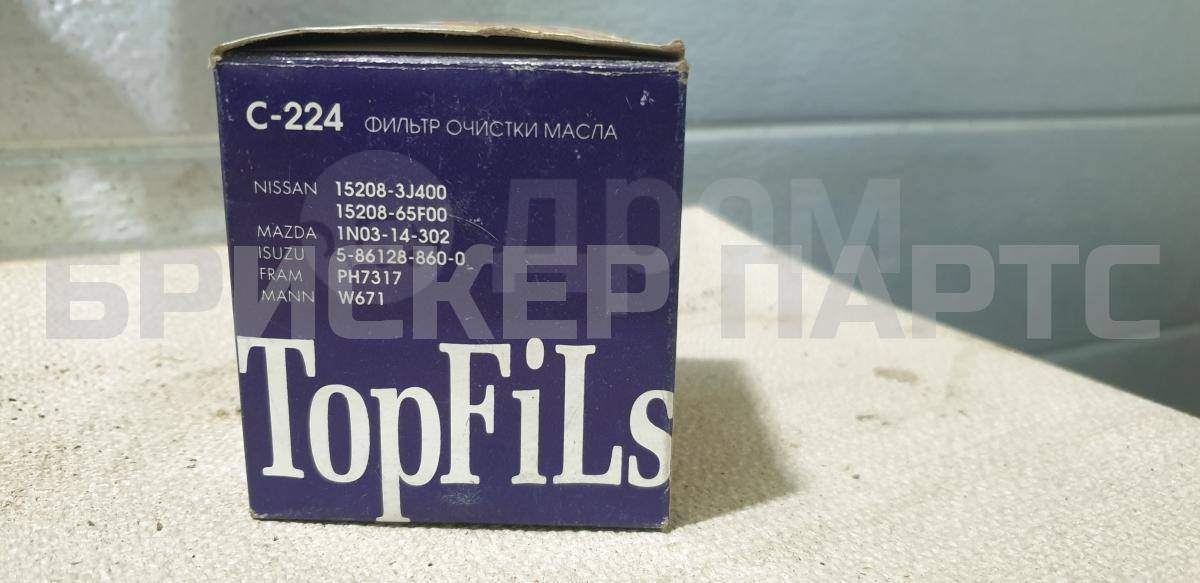 C-224 ФИЛЬТР ОЧИСТКИ МАСЛА
NISSAN 15208-3J400
15208-65F00
MAZDA 1N03-14-302
ISUZU 5-86128-860-0
FRAM PH7317
MANN W671
TopFiLs
ДРОМ
БРИСКЕР ПАРТС